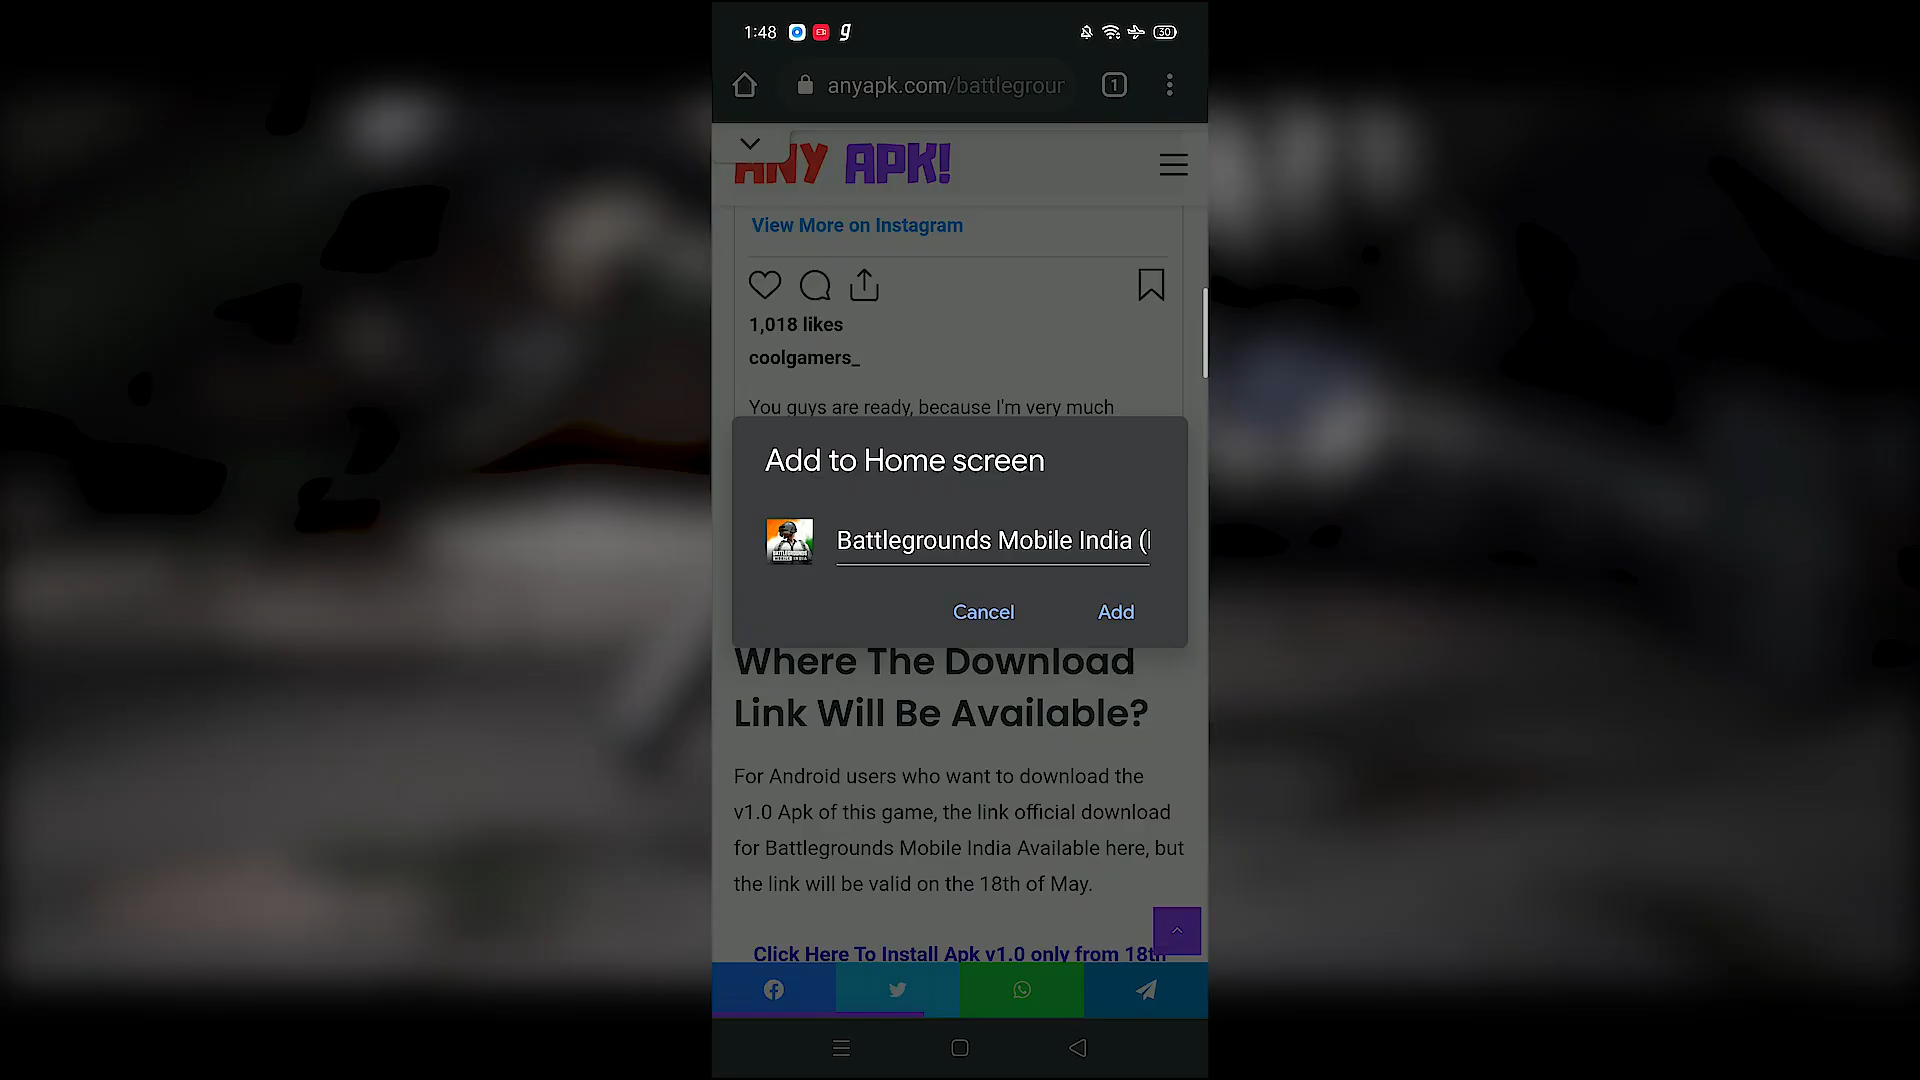 1:48
30
anyapk.com/battlegrour
1
ANY APK!
View More on Instagram
1,018 likes
coolgamers_
You guys are ready, because I'm very much
Add to Home screen
BATTLEGROUNDS
MOBILE INDIA
Battlegrounds Mobile India (
Cancel
Add
Where The Download
Link Will Be Available?
For Android users who want to download the
v1.0 Apk of this game, the link official download
for Battlegrounds Mobile India Available here, but
the link will be valid on the 18th of May.
Click Here To Install Apk v1.0 only from 18th